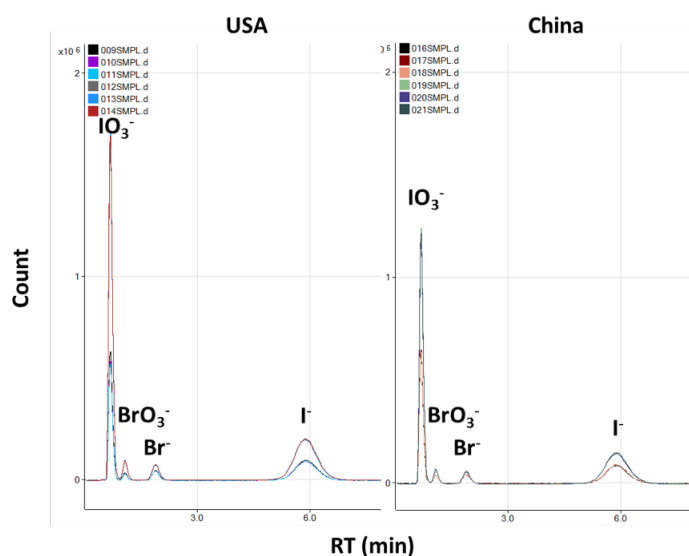 USA
China
x10 6
009SMPL.d
010SMPL.d
011SMPL.d
012SMPL.d
013SMPL.d
014SMPL.d
2
IO₃⁻
1
BrO₃⁻
Br⁻
I⁻
0
3.0
6.0
6
016SMPL.d
017SMPL.d
018SMPL.d
019SMPL.d
020SMPL.d
021SMPL.d
2
IO₃⁻
1
BrO₃⁻
Br⁻
I⁻
0
3.0
6.0
Count
RT (min)